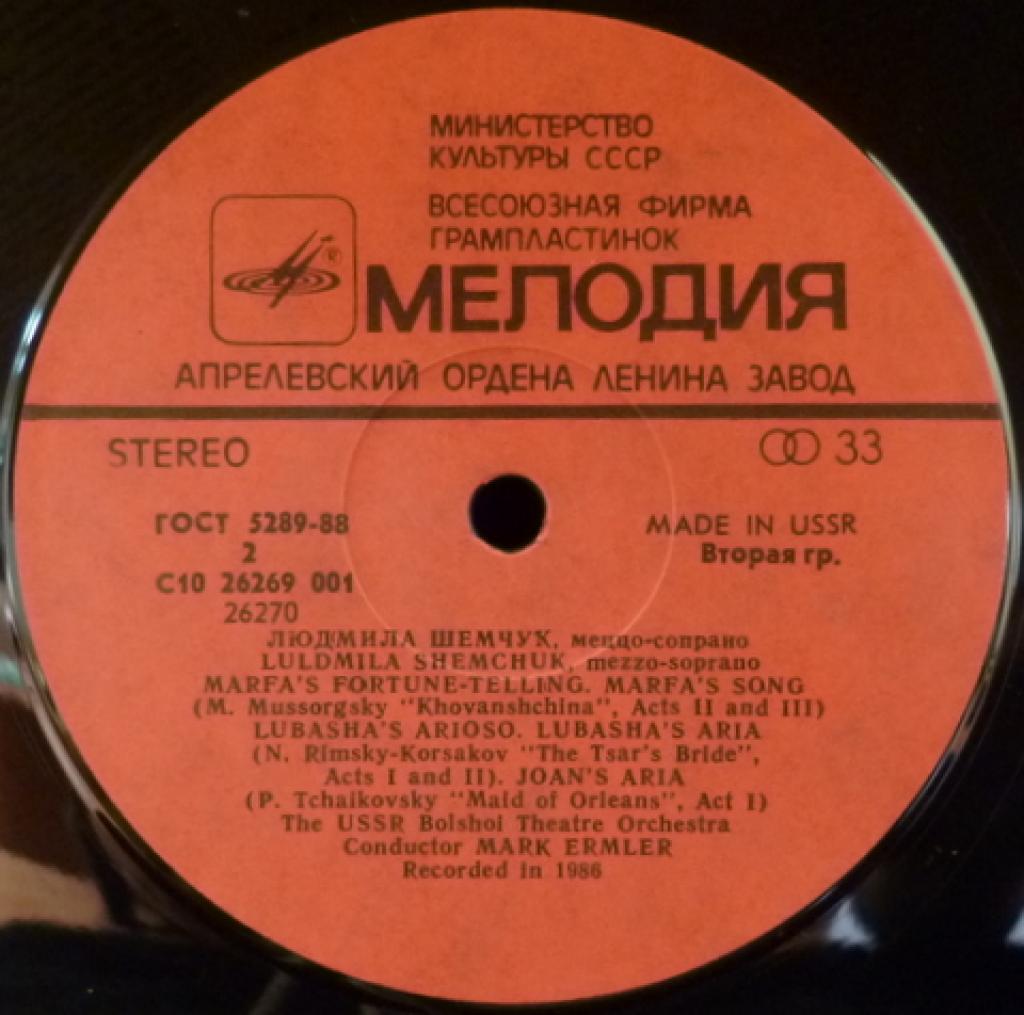 МИНИСТЕРСТВО
КУЛЬТУРЫ СССР
ВСЕСОЮЗНАЯ ФИРМА
ГРАМПЛАСТИНОК
®
МЕЛОДИЯ
АПРЕЛЕВСКИЙ ОРДЕНА ЛЕНИНА ЗАВОД
STEREO
33
ГОСТ 5289-88
2
С10 26269 001
26270
MADE IN USSR
Вторая гр.
ЛЮДМИЛА ШЕМЧУК, меццо-сопрано
LULDMILA SHEMCHUK, mezzo-soprano
MARFA'S FORTUNE-TELLING. MARFA'S SONG
(M. Mussorgsky "Khovanshchina", Acts II and III)
LUBASHA'S ARIOSO. LUBASHA'S ARIA
(N. Rimsky-Korsakov "The Tsar's Bride",
Acts I and II). JOAN'S ARIA
(P. Tchaikovsky "Maid of Orleans", Act I)
The USSR Bolshoi Theatre Orchestra
Conductor MARK ERMLER
Recorded in 1986